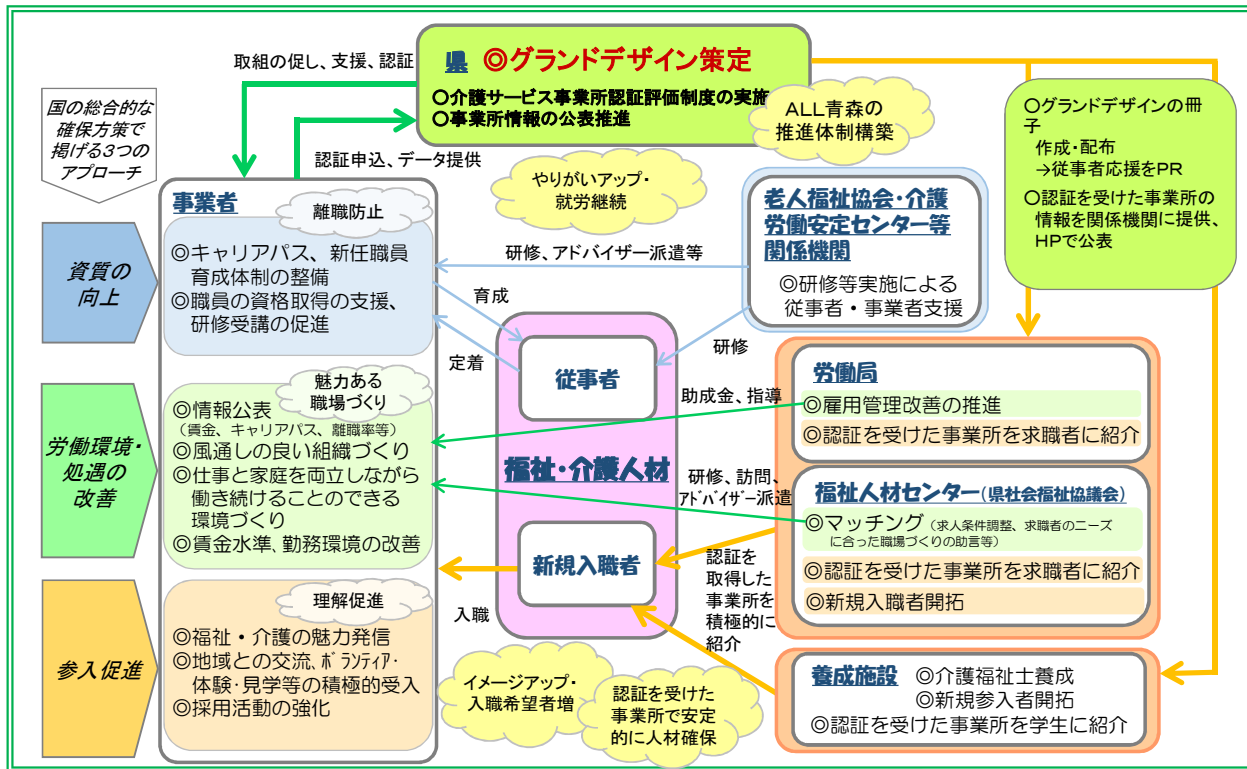 取組の促し、支援、認証
県 ◎グランドデザイン策定
○介護サービス事業所認証評価制度の実施
○事業所情報の公表推進
ALL青森の
推進体制構築
○グランドデザインの冊
子
作成・配布
→従事者応援をPR
○認証を受けた事業所の
情報を関係機関に提供、
HPで公表
国の総合的な
確保方策で
掲げる3つの
アプローチ
認証申込、データ提供
やりがいアップ・
就労継続
資質の
向上
労働環境・
処遇の
改善
参入促進
事業者
離職防止
◎キャリアパス、新任職員
育成体制の整備
◎職員の資格取得の支援、
研修受講の促進
魅力ある
職場づくり
◎情報公表
(賃金、キャリアパス、離職率等)
◎風通しの良い組織づくり
◎仕事と家庭を両立しながら
働き続けることのできる
環境づくり
◎賃金水準、勤務環境の改善
理解促進
◎福祉・介護の魅力発信
◎地域との交流、ボランティア・
体験・見学等の積極的受入
◎採用活動の強化
研修、アドバイザー派遣等
育成
定着
研修
助成金、指導
研修、訪問、
アドバイザー派遣
認証を
取得した
事業所を
積極的に
紹介
入職
従事者
福祉・介護人材
新規入職者
イメージアップ・
入職希望者増
認証を受けた
事業所で安定
的に人材確保
老人福祉協会・介護
労働安定センター等
関係機関
◎研修等実施による
従事者・事業者支援
労働局
◎雇用管理改善の推進
◎認証を受けた事業所を求職者に紹介
福祉人材センター(県社会福祉協議会)
◎マッチング(求人条件調整、求職者のニーズ
に合った職場づくりの助言等)
◎認証を受けた事業所を求職者に紹介
◎新規入職者開拓
養成施設 ◎介護福祉士養成
◎新規参入者開拓
◎認証を受けた事業所を学生に紹介